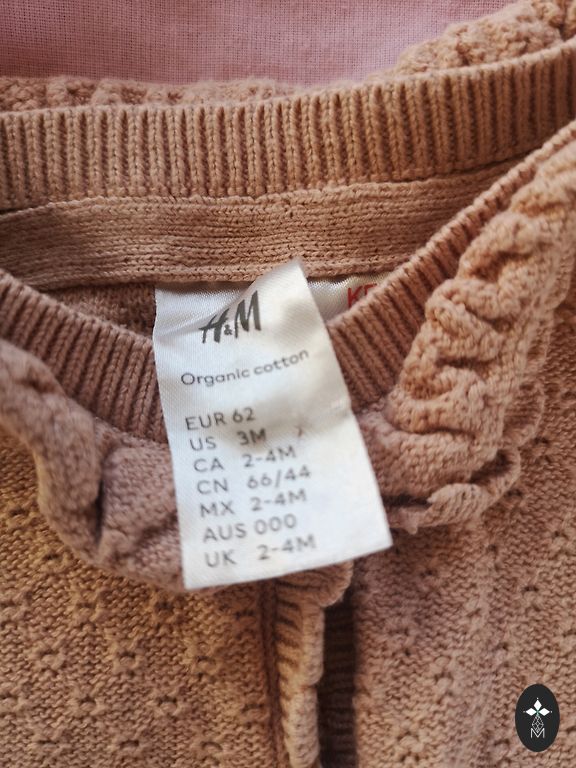 H&M
Organic cotton
EUR 62
US 3M
CA 2-4M
CN 66/44
MX 2-4M
AUS 000
UK 2-4M